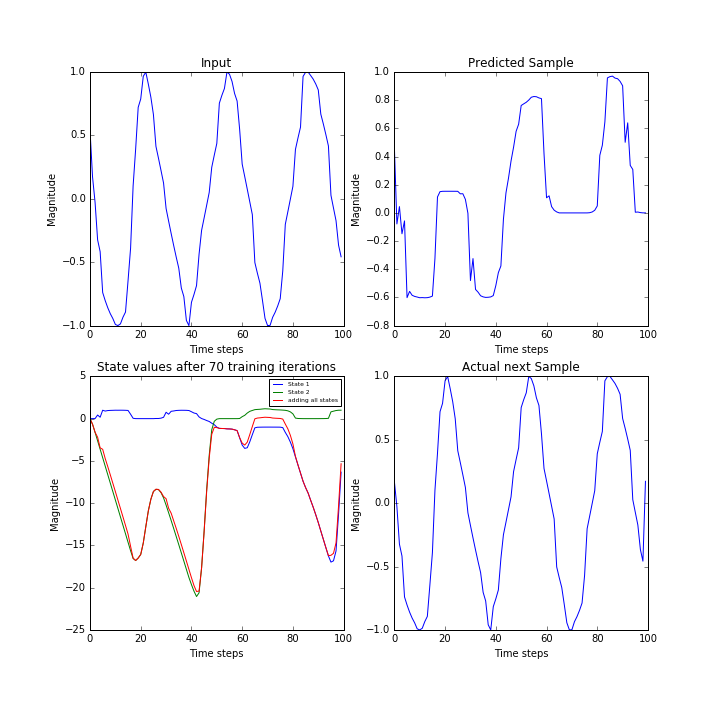 Input
1.0
0.5
0.0
−0.5
−1.0
Magnitude
0 20 40 60 80 100
Time steps
Predicted Sample
1.0
0.8
0.6
0.4
0.2
0.0
−0.2
−0.4
−0.6
−0.8
Magnitude
0 20 40 60 80 100
Time steps
State values after 70 training iterations
5
0
−5
−10
−15
−20
−25
Magnitude
State 1
State 2
adding all states
0 20 40 60 80 100
Time steps
Actual next Sample
1.0
0.5
0.0
−0.5
−1.0
Magnitude
0 20 40 60 80 100
Time steps